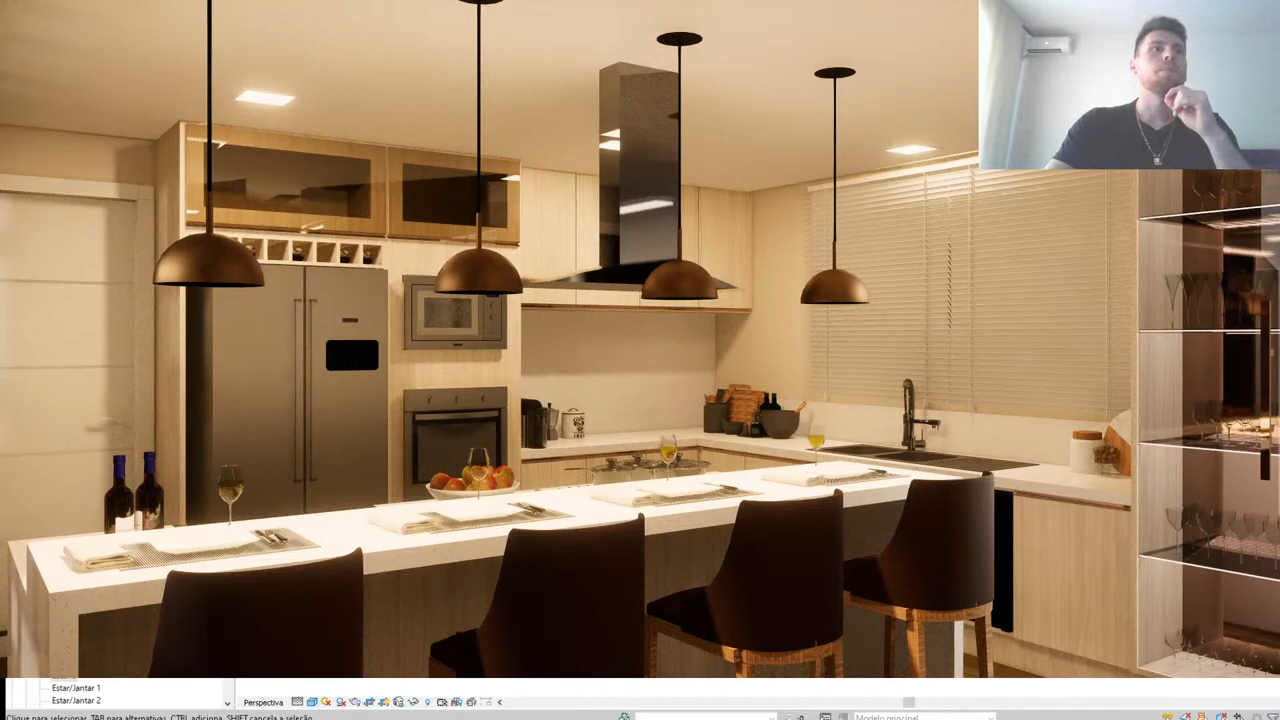 Estar/Jantar 1
Estar/Jantar 2
Perspectiva
Clique para selecionar, TAB para alternativas, CTRL adiciona, SHIFT cancela a seleção.
Modelo principal